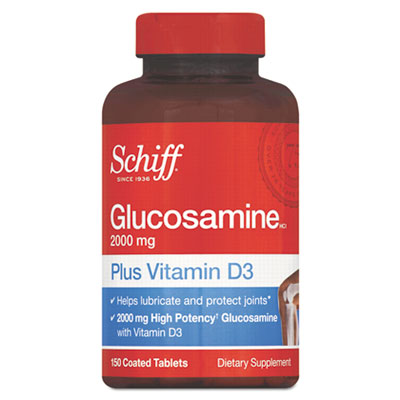 Schiff
SINCE 1936
Glucosamine HCl
2000 mg
Plus Vitamin D3
✓ Helps lubricate and protect joints*
✓ 2000 mg High Potency† Glucosamine
with Vitamin D3
150 Coated Tablets
Dietary Supplement